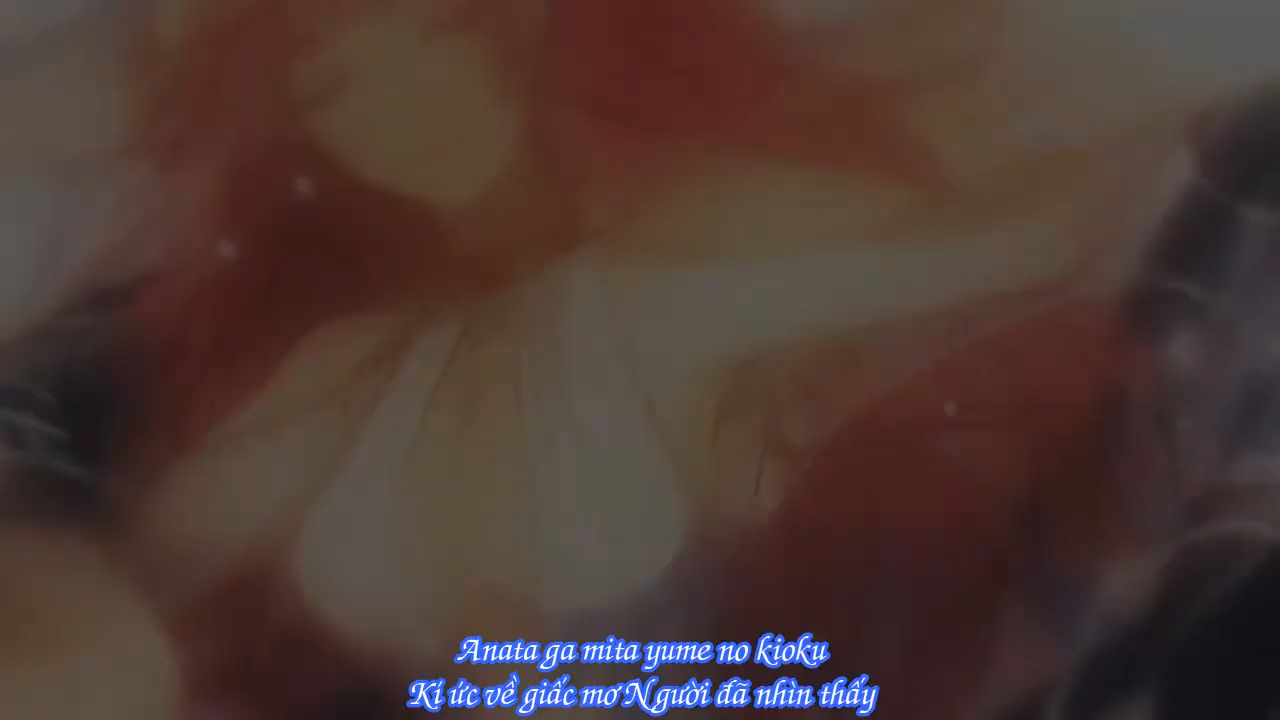 Anata ga mita yume no kioku
Kí ức về giấc mơ Người đã nhìn thấy